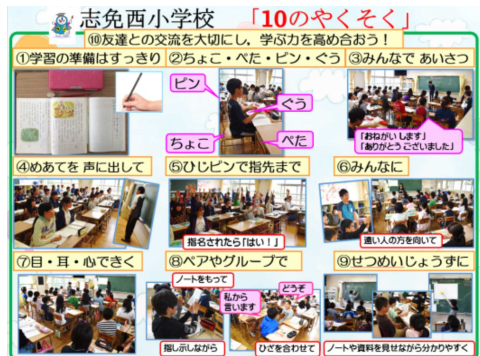 志免西小学校 「10のやくそく」
⑩友達との交流を大切にし，学ぶ力を高め合おう！
①学習の準備はすっきり
②ちょこ・ぺた・ピン・ぐう
③みんなで あいさつ
ピン
ぐう
ちょこ
ぺた
「おねがいします」
「ありがとうございました」
④めあてを 声に出して
⑤ひじピンで指先まで
⑥みんなに
指名されたら「はい！」
遠い人の方を向いて
⑦目・耳・心できく
⑧ペアやグループで
⑨せつめいじょうずに
ノートをもって
私から
言います
どうぞ
指し示しながら
ひざを合わせて
ノートや資料を見せながら分かりやすく